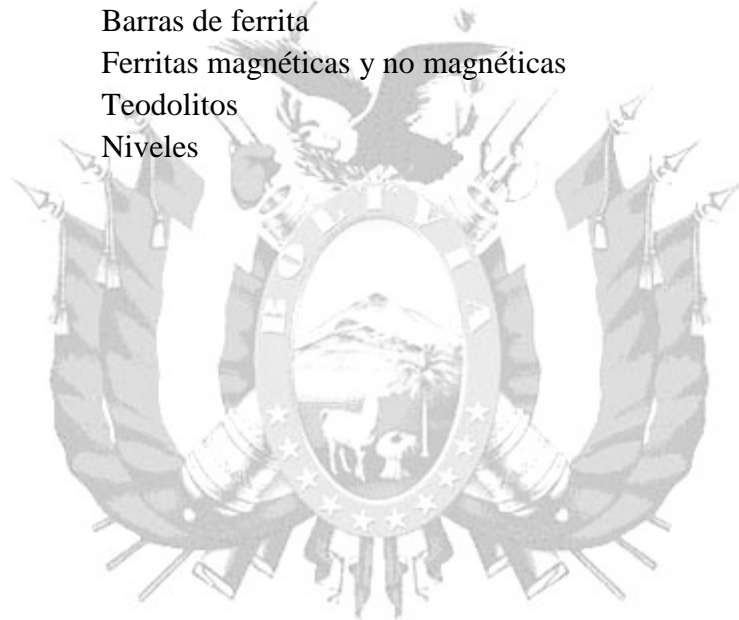 Barras de ferrita
Ferritas magnéticas y no magnéticas
Teodolitos
Niveles